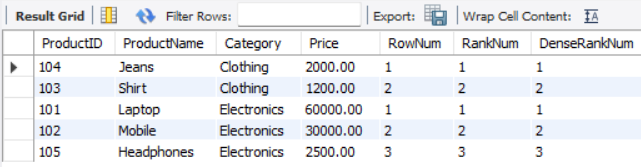 Result Grid Filter Rows: Export: Wrap Cell Content: IA
ProductID ProductName Category Price RowNum RankNum DenseRankNum
104 Jeans Clothing 2000.00 1 1 1
103 Shirt Clothing 1200.00 2 2 2
101 Laptop Electronics 60000.00 1 1 1
102 Mobile Electronics 30000.00 2 2 2
105 Headphones Electronics 2500.00 3 3 3